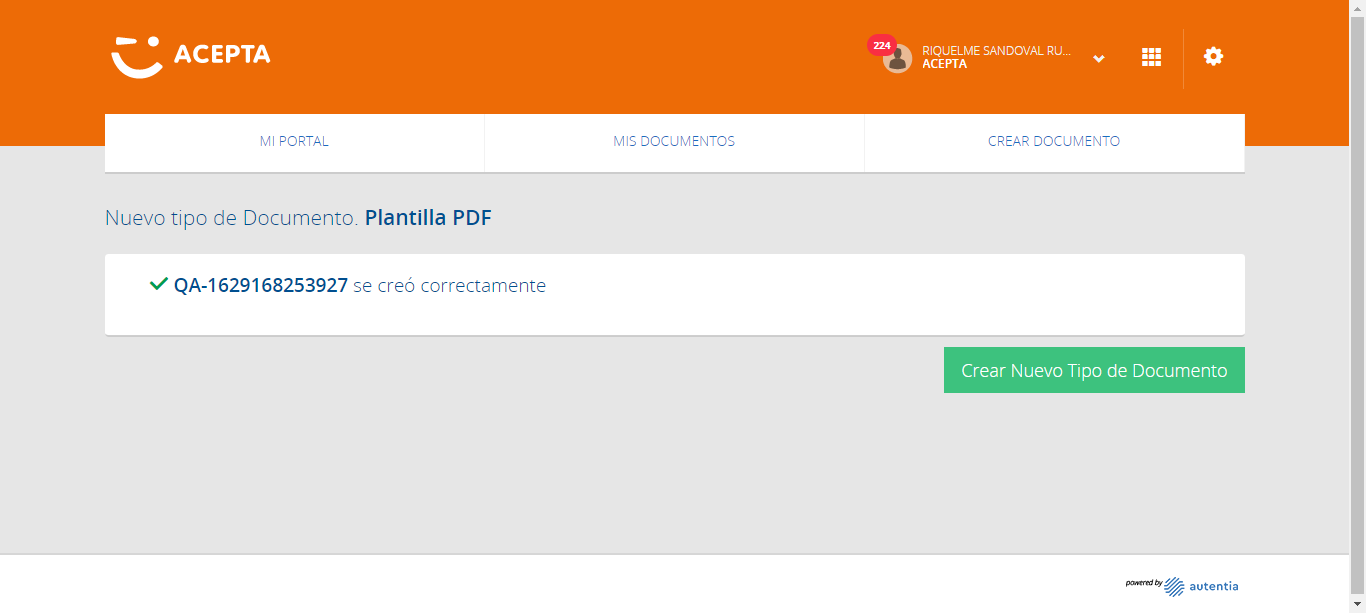 ACEPTA
224
RIQUELME SANDOVAL RU...
ACEPTA
MI PORTAL
MIS DOCUMENTOS
CREAR DOCUMENTO
Nuevo tipo de Documento. Plantilla PDF
QA-1629168253927 se creó correctamente
Crear Nuevo Tipo de Documento
powered by autentia